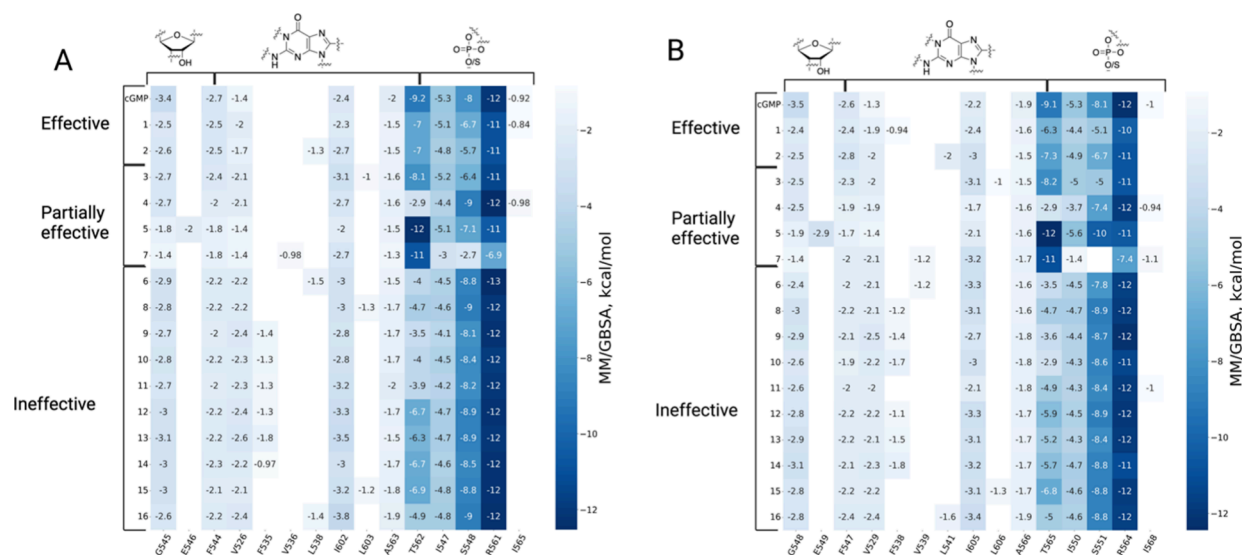 A
O
OH
O
N
N
N
N
N
H
O
O=P-O
O/S
Effective
Partially effective
Ineffective
cGMP -3.4 -2.7 -1.4 -2.4 -2 -9.2 -5.3 -8 -12 -0.92
1 -2.5 -2.5 -2 -2.3 -1.5 -7 -5.1 -6.7 -11 -0.84
2 -2.6 -2.5 -1.7 -1.3 -2.7 -1.5 -7 -4.8 -5.7 -11
3 -2.7 -2.4 -2.1 -3.1 -1 -1.6 -8.1 -5.2 -6.4 -11
4 -2.7 -2 -2.1 -2.7 -1.6 -2.9 -4.4 -9 -12 -0.98
5 -1.8 -2 -1.8 -1.4 -2 -1.5 -12 -5.1 -7.1 -11
7 -1.4 -1.8 -1.4 -0.98 -2.7 -1.3 -11 -3 -2.7 -6.9
6 -2.9 -2.2 -2.2 -1.5 -3 -1.5 -4 -4.5 -8.8 -13
8 -2.6 -2.2 -2.2 -3 -1.3 -1.7 -4.7 -4.6 -9 -12
9 -2.7 -2 -2.2 -1.4 -2.8 -1.7 -3.5 -4.1 -8.1 -12
10 -2.8 -2.2 -2.3 -1.3 -2.8 -1.7 -4 -4.5 -8.4 -12
11 -2.6 -2 -2.3 -1.3 -3.2 -2 -3.9 -4.2 -8.2 -12
12 -3 -2.2 -2.4 -1.3 -3.3 -1.7 -6.7 -4.7 -8.9 -12
13 -3.1 -2.2 -2.6 -1.8 -3.5 -1.5 -6.3 -4.7 -8.9 -12
14 -3 -2.3 -2.2 -0.97 -3 -1.7 -6.7 -4.8 -8.5 -12
15 -3 -2.1 -2.1 -3.2 -1.2 -1.8 -6.9 -4.8 -8.8 -12
16 -2.6 -2.2 -2.4 -1.4 -3.8 -1.9 -4.9 -4.8 -9 -12
G545 E546 F544 V526 F535 V536 L538 I602 L603 A563 T562 I547 S548 R561 I565
−2
−4
−6
−8
−10
−12
MM/GBSA, kcal/mol
B
O
OH
O
N
N
N
N
N
H
O
O=P-O
O/S
Effective
Partially effective
Ineffective
cGMP -3.5 -2.6 -1.3 -2.2 -1.9 -9.1 -5.3 -8.1 -12 -1
1 -2.4 -2.4 -1.9 -0.94 -2.4 -1.6 -6.3 -4.4 -5.1 -10
2 -2.5 -2.8 -2 -2 -3 -1.5 -7.3 -4.9 -6.7 -11
3 -2.5 -2.3 -2 -3.1 -1 -1.5 -8.2 -5 -5 -11
4 -2.5 -1.9 -1.9 -1.7 -1.6 -2.9 -3.7 -7.4 -12 -0.94
5 -1.9 -2.9 -1.7 -1.4 -2.1 -1.6 -12 -5.6 -10 -11
7 -1.4 -2 -2.1 -1.2 -3.2 -1.6 -11 -1.4 -7.4 -1.1
6 -2.4 -2 -2.1 -1.2 -3.2 -1.6 -3.5 -4.5 -7.8 -12
8 -3 -2.2 -2.1 -1.2 -3.1 -1.6 -4.7 -4.7 -8.9 -12
9 -2.9 -2.1 -2.5 -1.4 -2.7 -1.8 -3.5 -4.5 -8.7 -12
10 -2.6 -1.9 -2.2 -1.7 -3 -1.7 -2.9 -4.3 -8.6 -11
11 -2.6 -2 -2 -2.1 -1.7 -4.9 -4.3 -8.8 -12 -1
12 -2.8 -2.2 -2.1 -1.1 -3.3 -1.7 -5.9 -4.5 -8.9 -12
13 -2.9 -2.2 -2.1 -1.5 -3.3 -1.7 -5.2 -4.3 -8.9 -12
14 -3.1 -2.1 -2.3 -1.8 -3.2 -1.7 -5.7 -4.7 -8.8 -11
15 -2.8 -2.2 -2.2 -3.1 -1.3 -1.7 -6.8 -4.6 -8.8 -12
16 -2.8 -2.4 -2.2 -1.6 -3.4 -1.9 -5 -4.6 -8.8 -12
G548 E549 F547 V529 F538 V539 L541 I605 L606 A566 T565 I550 S551 R564 I568
−2
−4
−6
−8
−10
−12
MM/GBSA, kcal/mol